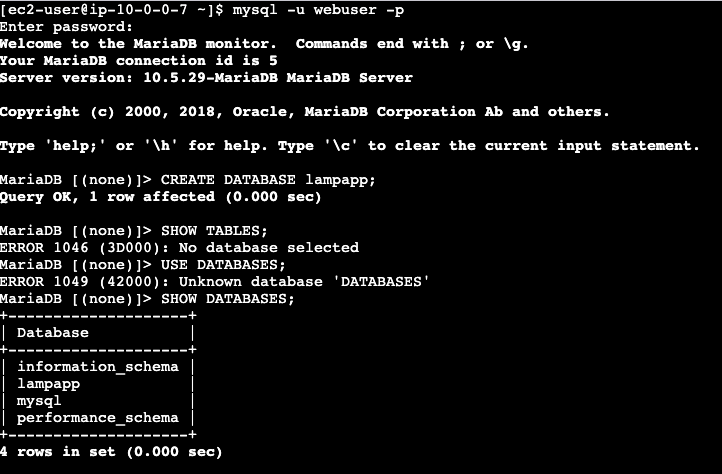 [ec2-user@ip-10-0-0-7 ~]$ mysql -u webuser -p
Enter password:
Welcome to the MariaDB monitor.  Commands end with ; or \g.
Your MariaDB connection id is 5
Server version: 10.5.29-MariaDB MariaDB Server

Copyright (c) 2000, 2018, Oracle, MariaDB Corporation Ab and others.

Type 'help;' or '\h' for help. Type '\c' to clear the current input statement.

MariaDB [(none)]> CREATE DATABASE lampapp;
Query OK, 1 row affected (0.000 sec)

MariaDB [(none)]> SHOW TABLES;
ERROR 1046 (3D000): No database selected
MariaDB [(none)]> USE DATABASES;
ERROR 1049 (42000): Unknown database 'DATABASES'
MariaDB [(none)]> SHOW DATABASES;
+--------------------+
| Database           |
+--------------------+
| information_schema |
| lampapp            |
| mysql              |
| performance_schema |
+--------------------+
4 rows in set (0.000 sec)